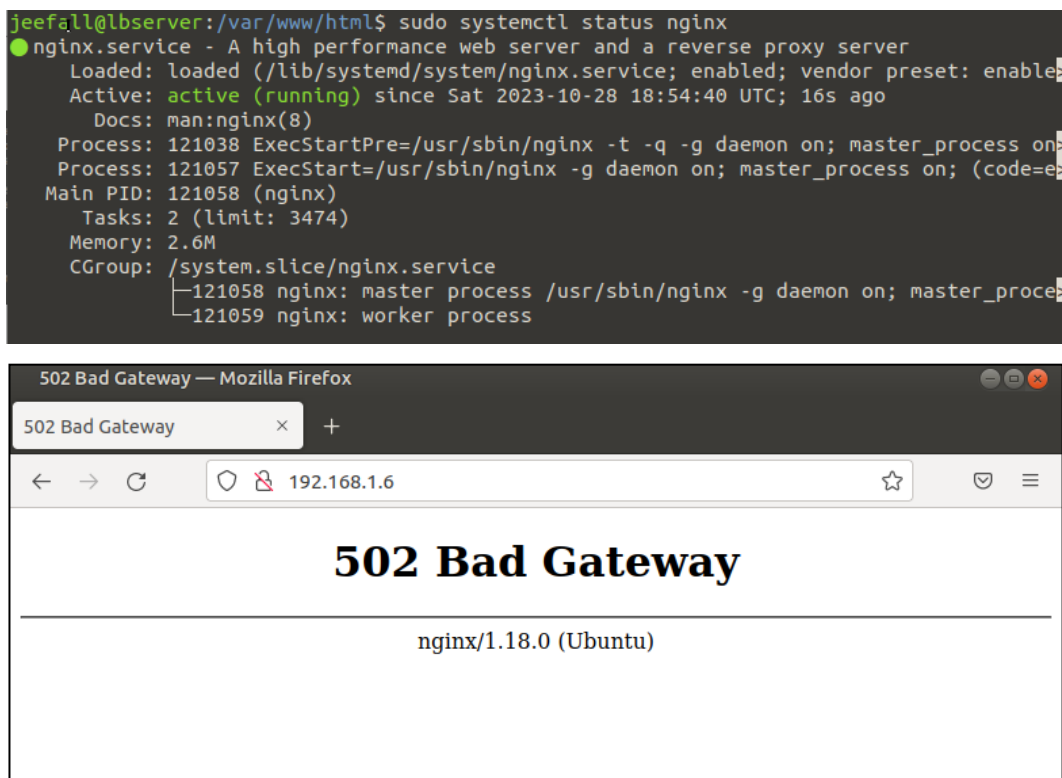 jeefall@lbserver:/var/www/html$ sudo systemctl status nginx
● nginx.service - A high performance web server and a reverse proxy server
Loaded: loaded (/lib/systemd/system/nginx.service; enabled; vendor preset: enable>
Active: active (running) since Sat 2023-10-28 18:54:40 UTC; 16s ago
Docs: man:nginx(8)
Process: 121038 ExecStartPre=/usr/sbin/nginx -t -q -g daemon on; master_process on>
Process: 121057 ExecStart=/usr/sbin/nginx -g daemon on; master_process on; (code=e>
Main PID: 121058 (nginx)
Tasks: 2 (limit: 3474)
Memory: 2.6M
CGroup: /system.slice/nginx.service
├─121058 nginx: master process /usr/sbin/nginx -g daemon on; master_proce>
└─121059 nginx: worker process
502 Bad Gateway — Mozilla Firefox
502 Bad Gateway
192.168.1.6
502 Bad Gateway
nginx/1.18.0 (Ubuntu)